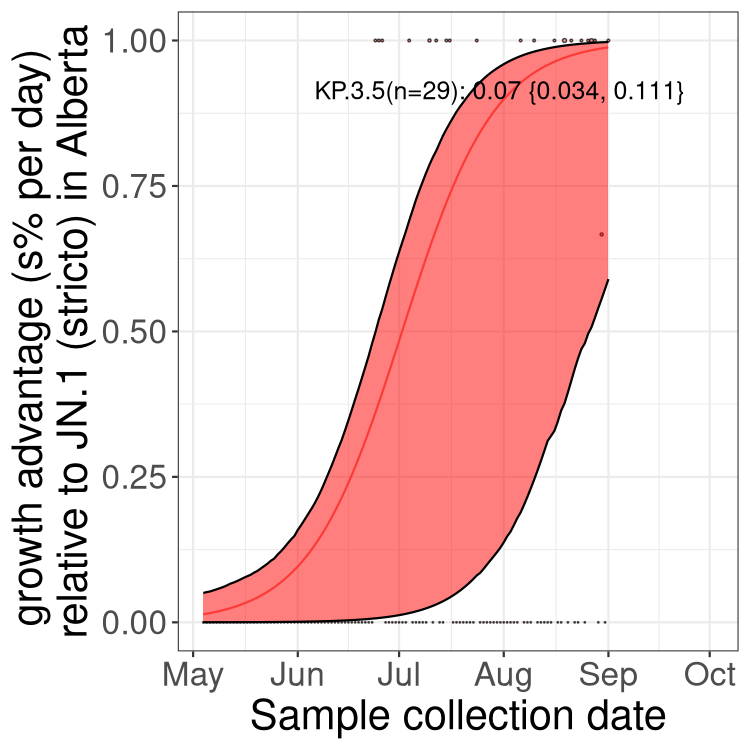 growth advantage (s% per day)
relative to JN.1 (stricto) in Alberta
1.00
0.75
0.50
0.25
0.00
KP.3.5(n=29): 0.07 {0.034, 0.111}
May Jun Jul Aug Sep Oct
Sample collection date